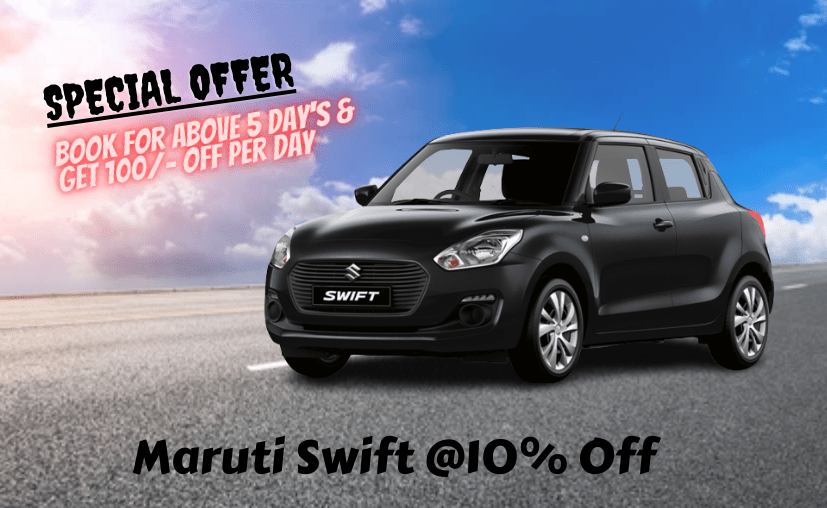 SPECIAL OFFER
BOOK FOR ABOVE 5 DAY'S &
GET 100/- OFF PER DAY
SWIFT
Maruti Swift @10% Off